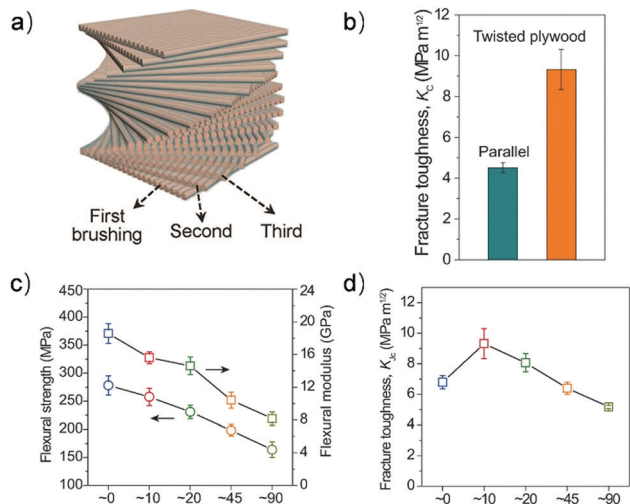 a)
First
brushing
Second
Third
b)
Fracture toughness, K_C (MPa m^1/2)
12
10
8
6
4
2
0
Twisted plywood
Parallel
c)
Flexural strength (MPa)
450
400
350
300
250
200
150
100
24
20
16
12
8
4
0
Flexural modulus (GPa)
~0
~10
~20
~45
~90
d)
Fracture toughness, K_Jc (MPa m^1/2)
12
10
8
6
4
2
0
~0
~10
~20
~45
~90